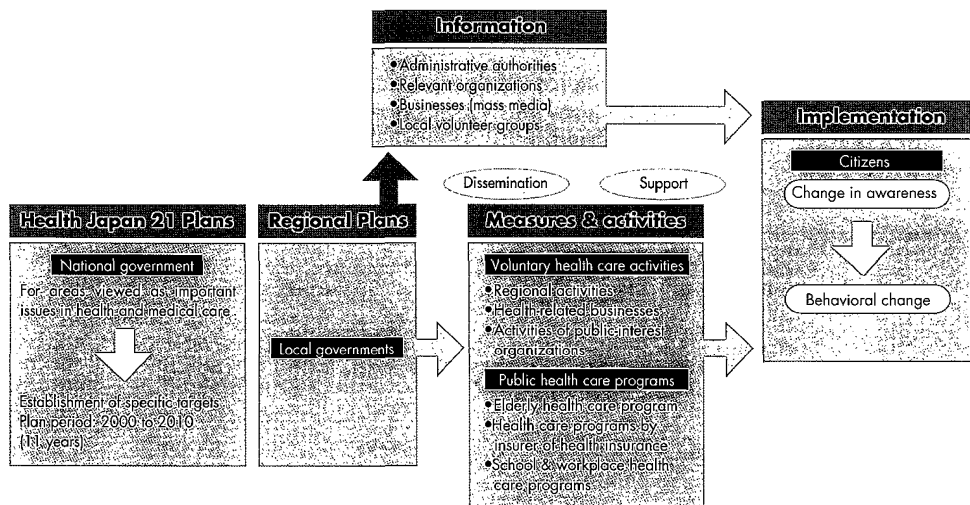 Information
•Administrative authorities
•Relevant organizations
•Businesses (mass media)
•Local volunteer groups
Dissemination
Support
Health Japan 21 Plans
National government
For areas viewed as important
issues in health and medical care
Establishment of specific targets
Plan period: 2000 to 2010
(11 years)
Regional Plans
Local governments
Measures & activities
Voluntary health care activities
•Regional activities
•Health-related businesses
•Activities of public-interest
organizations
Public health care programs
•Elderly health care program
•Health care programs by
insurer of health insurance
•School & workplace health
care programs
Implementation
Citizens
Change in awareness
Behavioral change